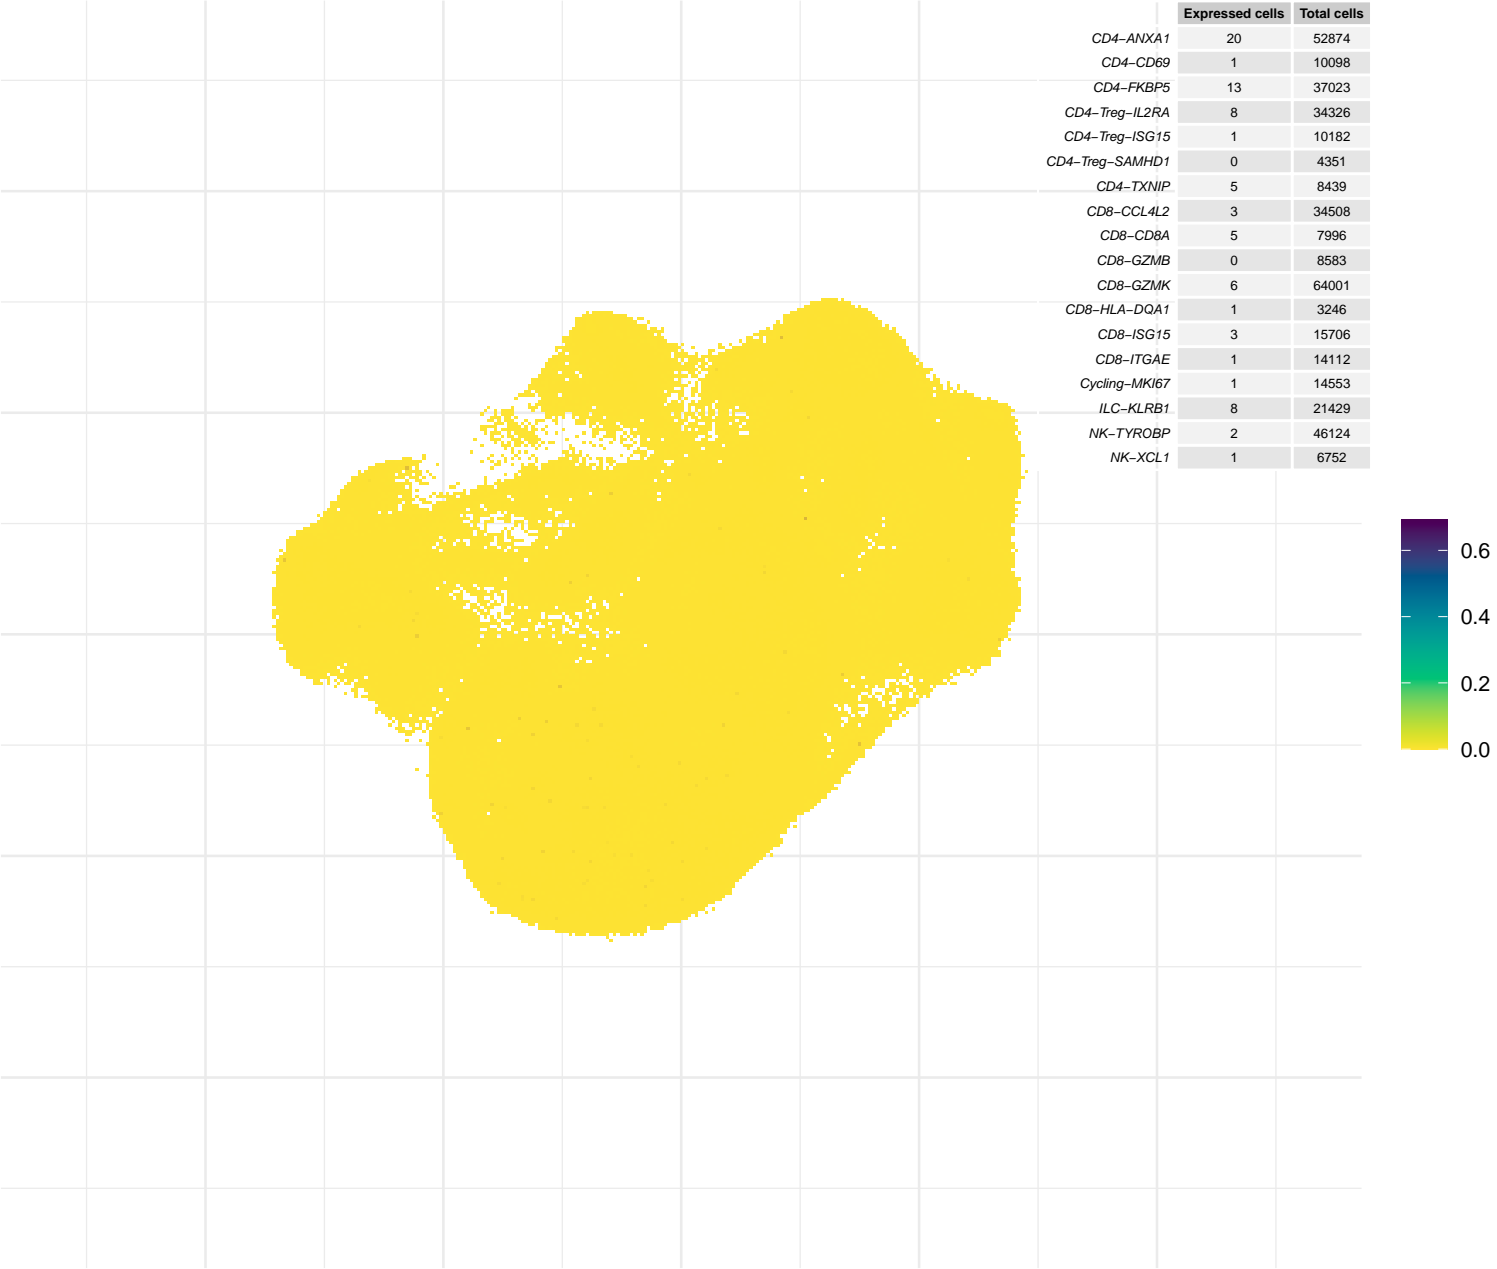 Expressed cells Total cells
CD4−ANXA1 20 52874
CD4−CD69 1 10098
CD4−FKBP5 13 37023
CD4−Treg−IL2RA 8 34326
CD4−Treg−ISG15 1 10182
CD4−Treg−SAMHD1 0 4351
CD4−TXNIP 5 8439
CD8−CCL4L2 3 34508
CD8−CD8A 5 7996
CD8−GZMB 0 8583
CD8−GZMK 6 64001
CD8−HLA−DQA1 1 3246
CD8−ISG15 3 15706
CD8−ITGAE 1 14112
Cycling−MKI67 1 14553
ILC−KLRB1 8 21429
NK−TYROBP 2 46124
NK−XCL1 1 6752
0.6
0.4
0.2
0.0